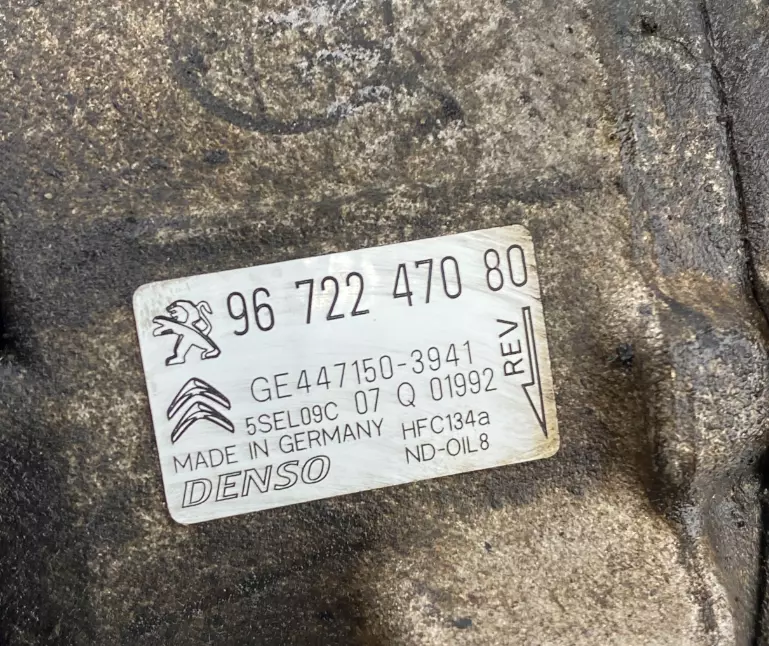 96 722 470 80
GE447150-3941
5SEL09C 07 Q 01992
MADE IN GERMANY HFC134a
DENSO ND-OIL8
REV